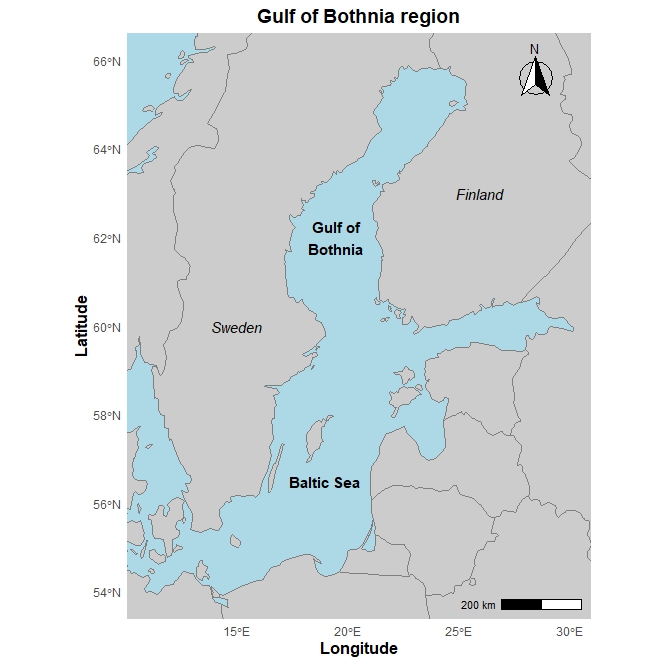 Gulf of Bothnia region
66°N
N
64°N
Finland
Gulf of
Bothnia
62°N
Sweden
60°N
Latitude
58°N
Baltic Sea
56°N
54°N
200 km
15°E 20°E 25°E 30°E
Longitude